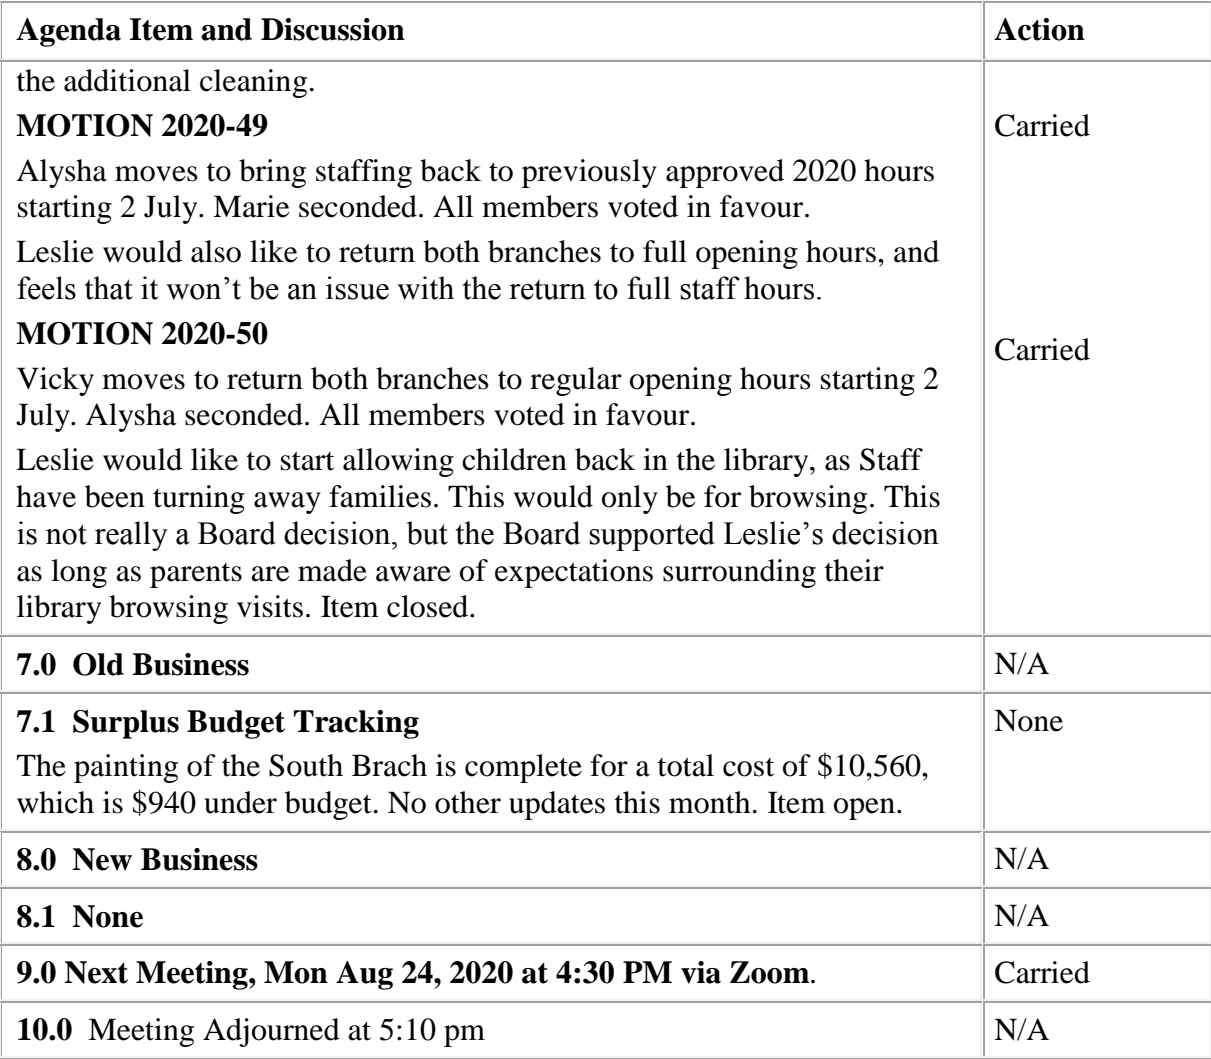 Agenda Item and Discussion
Action
the additional cleaning.
MOTION 2020-49
Carried
Alysha moves to bring staffing back to previously approved 2020 hours
starting 2 July. Marie seconded. All members voted in favour.
Leslie would also like to return both branches to full opening hours, and
feels that it won’t be an issue with the return to full staff hours.
MOTION 2020-50
Carried
Vicky moves to return both branches to regular opening hours starting 2
July. Alysha seconded. All members voted in favour.
Leslie would like to start allowing children back in the library, as Staff
have been turning away families. This would only be for browsing. This
is not really a Board decision, but the Board supported Leslie’s decision
as long as parents are made aware of expectations surrounding their
library browsing visits. Item closed.
7.0  Old Business
N/A
7.1  Surplus Budget Tracking
None
The painting of the South Brach is complete for a total cost of $10,560,
which is $940 under budget. No other updates this month. Item open.
8.0  New Business
N/A
8.1  None
N/A
9.0 Next Meeting, Mon Aug 24, 2020 at 4:30 PM via Zoom.
Carried
10.0  Meeting Adjourned at 5:10 pm
N/A